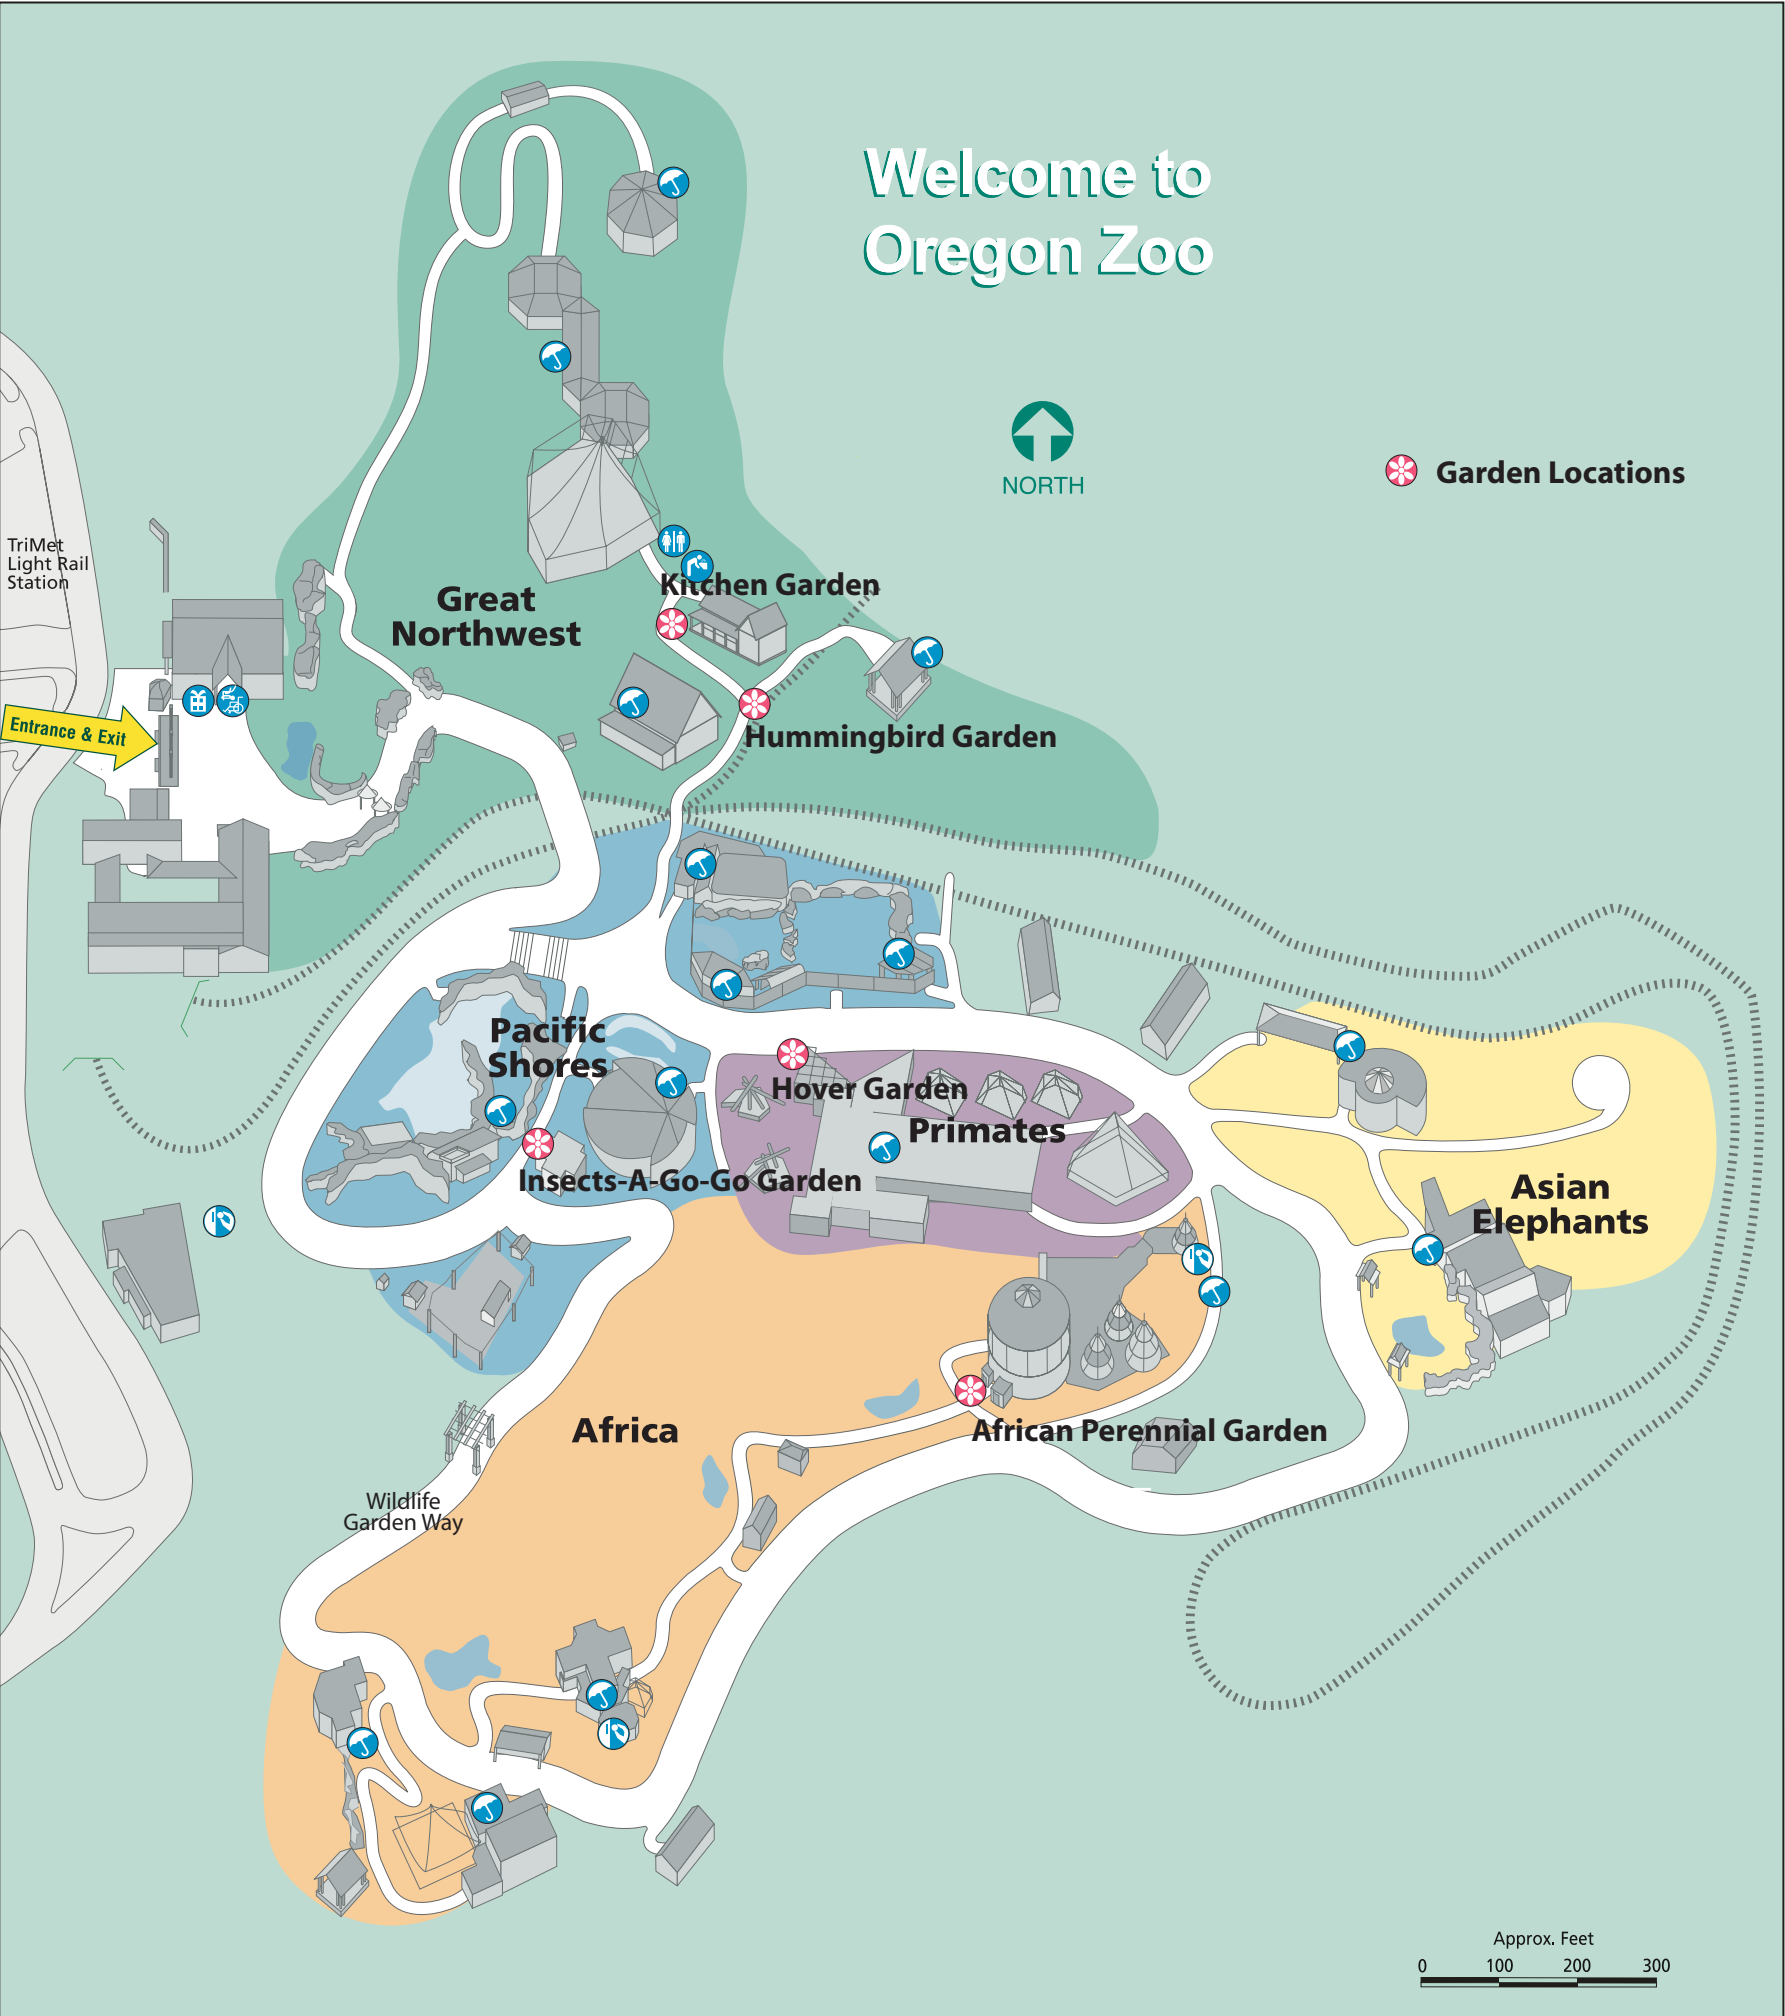 Welcome to
Oregon Zoo
NORTH
Garden Locations
TriMet
Light Rail
Station
Great
Northwest
Kitchen Garden
Entrance & Exit
Hummingbird Garden
Pacific
Shores
Hover Garden
Primates
Insects-A-Go-Go Garden
Asian
Elephants
Africa
African Perennial Garden
Wildlife
Garden Way
Approx. Feet
0 100 200 300